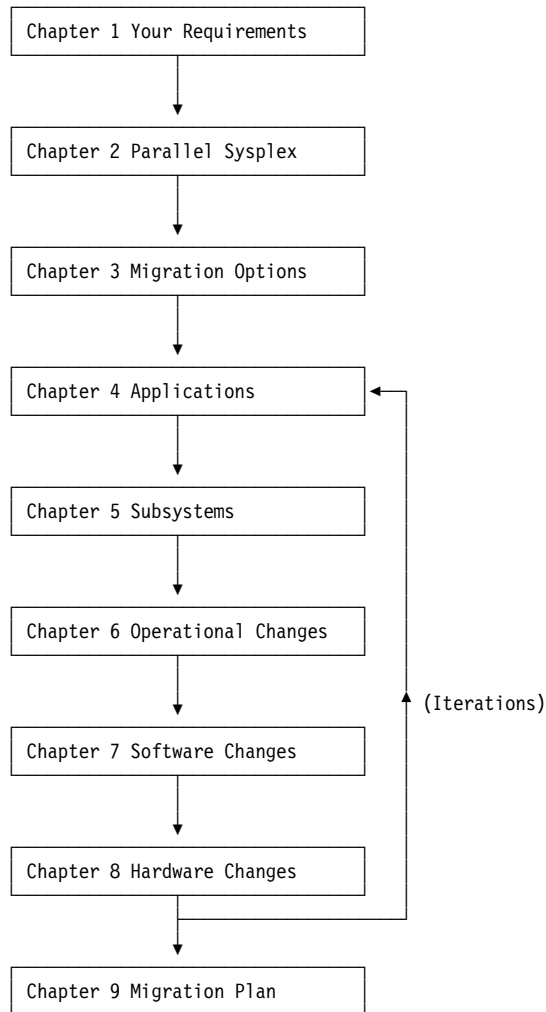 Chapter 1 Your Requirements
Chapter 2 Parallel Sysplex
Chapter 3 Migration Options
Chapter 4 Applications
Chapter 5 Subsystems
Chapter 6 Operational Changes
(Iterations)
Chapter 7 Software Changes
Chapter 8 Hardware Changes
Chapter 9 Migration Plan